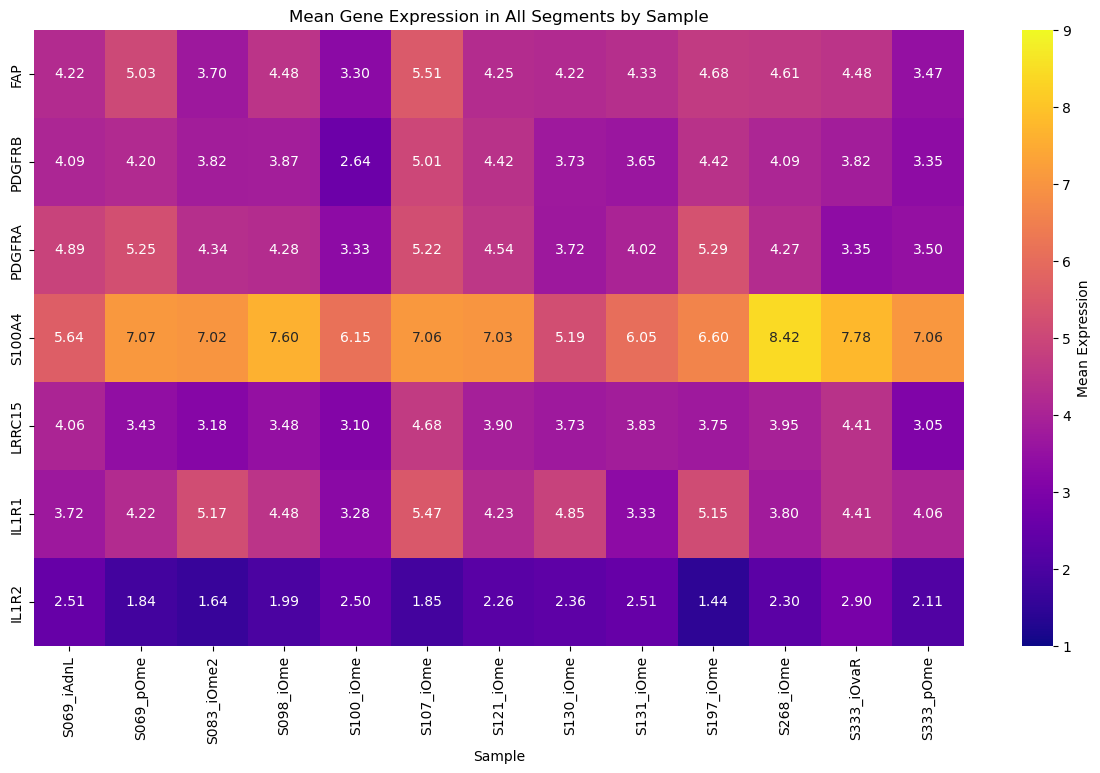 Mean Gene Expression in All Segments by Sample
FAP 4.22 5.03 3.70 4.48 3.30 5.51 4.25 4.22 4.33 4.68 4.61 4.48 3.47
PDGFRB 4.09 4.20 3.82 3.87 2.64 5.01 4.42 3.73 3.65 4.42 4.09 3.82 3.35
PDGFRA 4.89 5.25 4.34 4.28 3.33 5.22 4.54 3.72 4.02 5.29 4.27 3.35 3.50
S100A4 5.64 7.07 7.02 7.60 6.15 7.06 7.03 5.19 6.05 6.60 8.42 7.78 7.06
LRRC15 4.06 3.43 3.18 3.48 3.10 4.68 3.90 3.73 3.83 3.75 3.95 4.41 3.05
IL1R1 3.72 4.22 5.17 4.48 3.28 5.47 4.23 4.85 3.33 5.15 3.80 4.41 4.06
IL1R2 2.51 1.84 1.64 1.99 2.50 1.85 2.26 2.36 2.51 1.44 2.30 2.90 2.11
S069_iAdnL
S069_pOme
S083_iOme2
S098_iOme
S100_iOme
S107_iOme
S121_iOme
S130_iOme
S131_iOme
S197_iOme
S268_iOme
S333_iOvaR
S333_pOme
Sample
9
8
7
6
5
4
3
2
1
Mean Expression